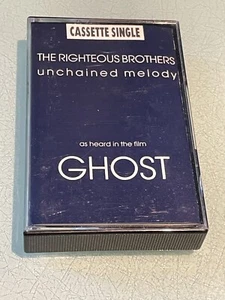 CASSETTE SINGLE
THE RIGHTEOUS BROTHERS
unchained melody
as heard in the film
GHOST